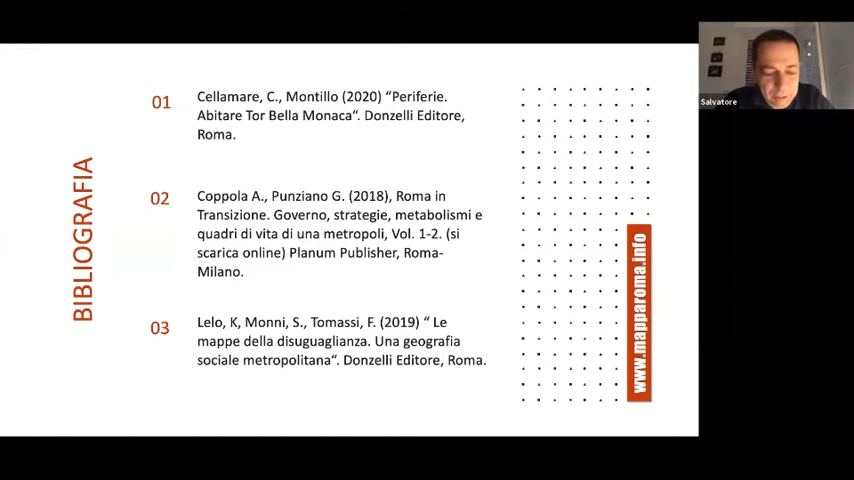 BIBLIOGRAFIA
01
Cellamare, C., Montillo (2020) “Periferie.
Abitare Tor Bella Monaca“. Donzelli Editore,
Roma.
02
Coppola A., Punziano G. (2018), Roma in
Transizione. Governo, strategie, metabolismi e
quadri di vita di una metropoli, Vol. 1-2. (si
scarica online) Planum Publisher, Roma-
Milano.
03
Lelo, K, Monni, S., Tomassi, F. (2019) “ Le
mappe della disuguaglianza. Una geografia
sociale metropolitana“. Donzelli Editore, Roma.
www.mapparoma.info
Salvatore